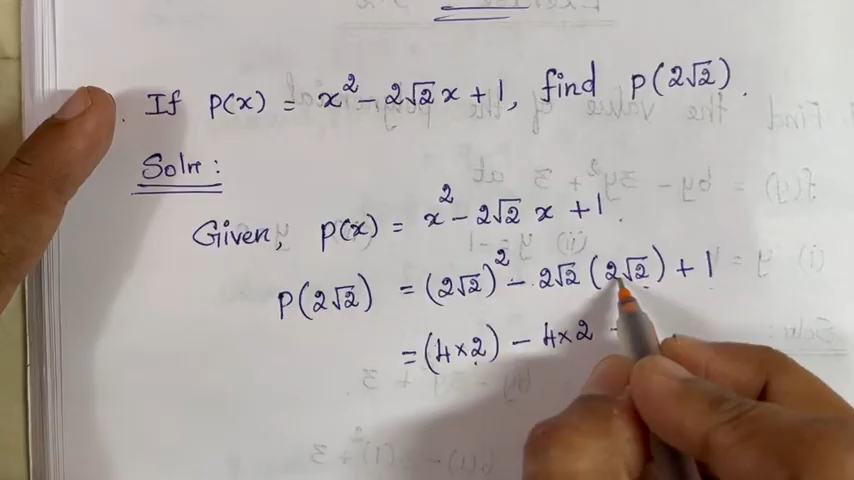 If p(x) = x² - 2√2 x + 1, find p(2√2).
Soln:
Given, p(x) = x² - 2√2 x + 1.
p(2√2) = (2√2)² - 2√2 (2√2) + 1
= (4×2) - 4×2